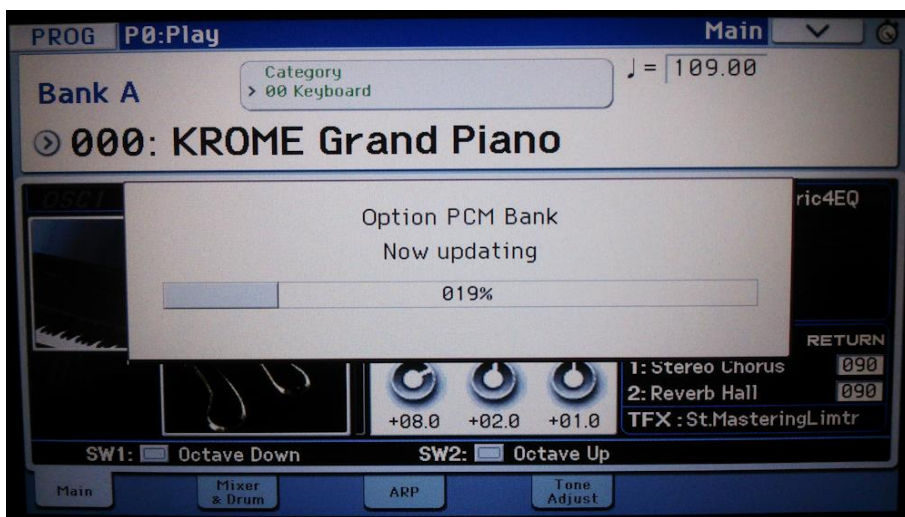 PROG P0:Play Main
Category
> 00 Keyboard
♩= 109.00
Bank A
000: KROME Grand Piano
OSC1
ric4EQ
Option PCM Bank
Now updating
019%
RETURN
1: Stereo Chorus 090
2: Reverb Hall 090
+08.0 +02.0 +01.0 TFX : St.MasteringLimtr
SW1: Octave Down SW2: Octave Up
Main Mixer & Drum ARP Tone Adjust